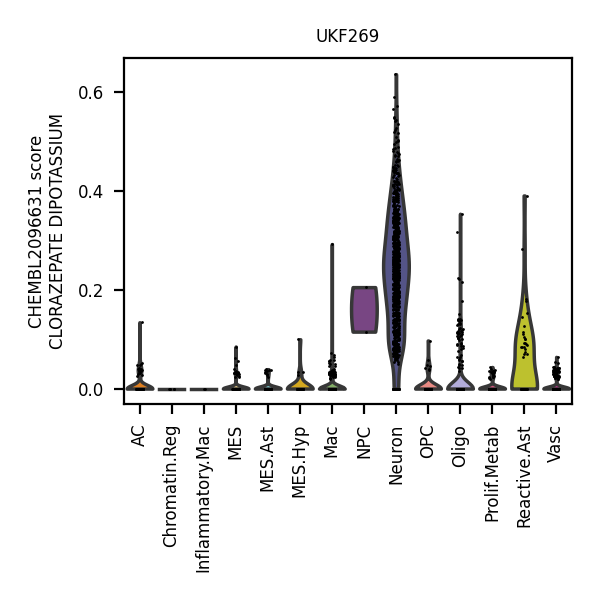 UKF269
CHEMBL2096631 score
CLORAZEPATE DIPOTASSIUM
0.6
0.4
0.2
0.0
AC
Chromatin.Reg
Inflammatory.Mac
MES
MES.Ast
MES.Hyp
Mac
NPC
Neuron
OPC
Oligo
Prolif.Metab
Reactive.Ast
Vasc